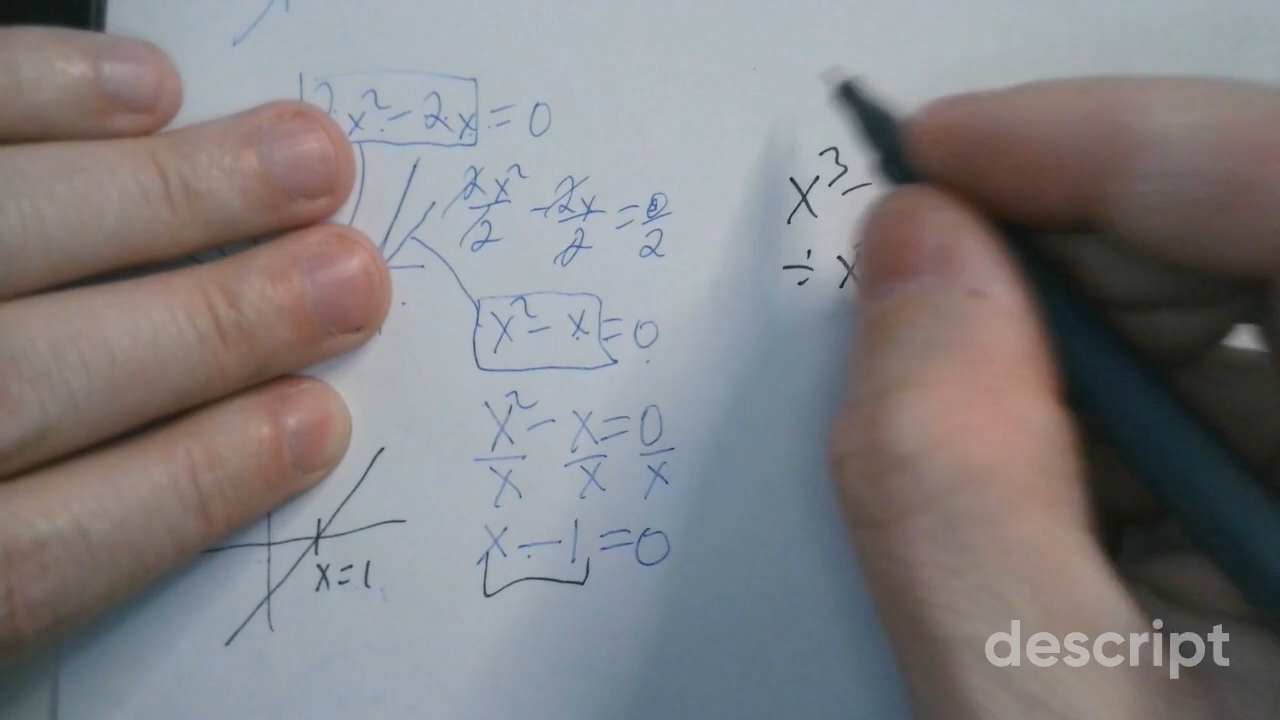 2x² - 2x = 0
2x²/2 - 2x/2 = 0/2
x² - x = 0
x²/x - x/x = 0/x
x - 1 = 0
x = 1
x³ -
÷ x
descript